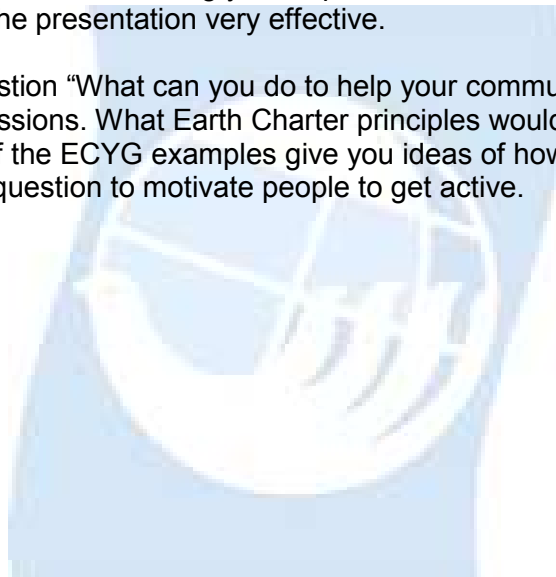 he presentation very effective.
stion “What can you do to help your commu
ssions. What Earth Charter principles would
f the ECYG examples give you ideas of how
question to motivate people to get active.